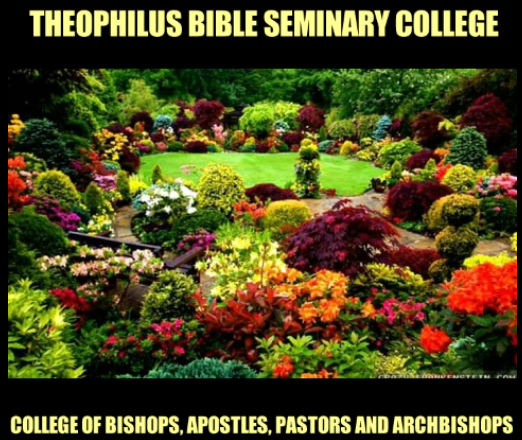 THEOPHILUS BIBLE SEMINARY COLLEGE
COLLEGE OF BISHOPS, APOSTLES, PASTORS AND ARCHBISHOPS